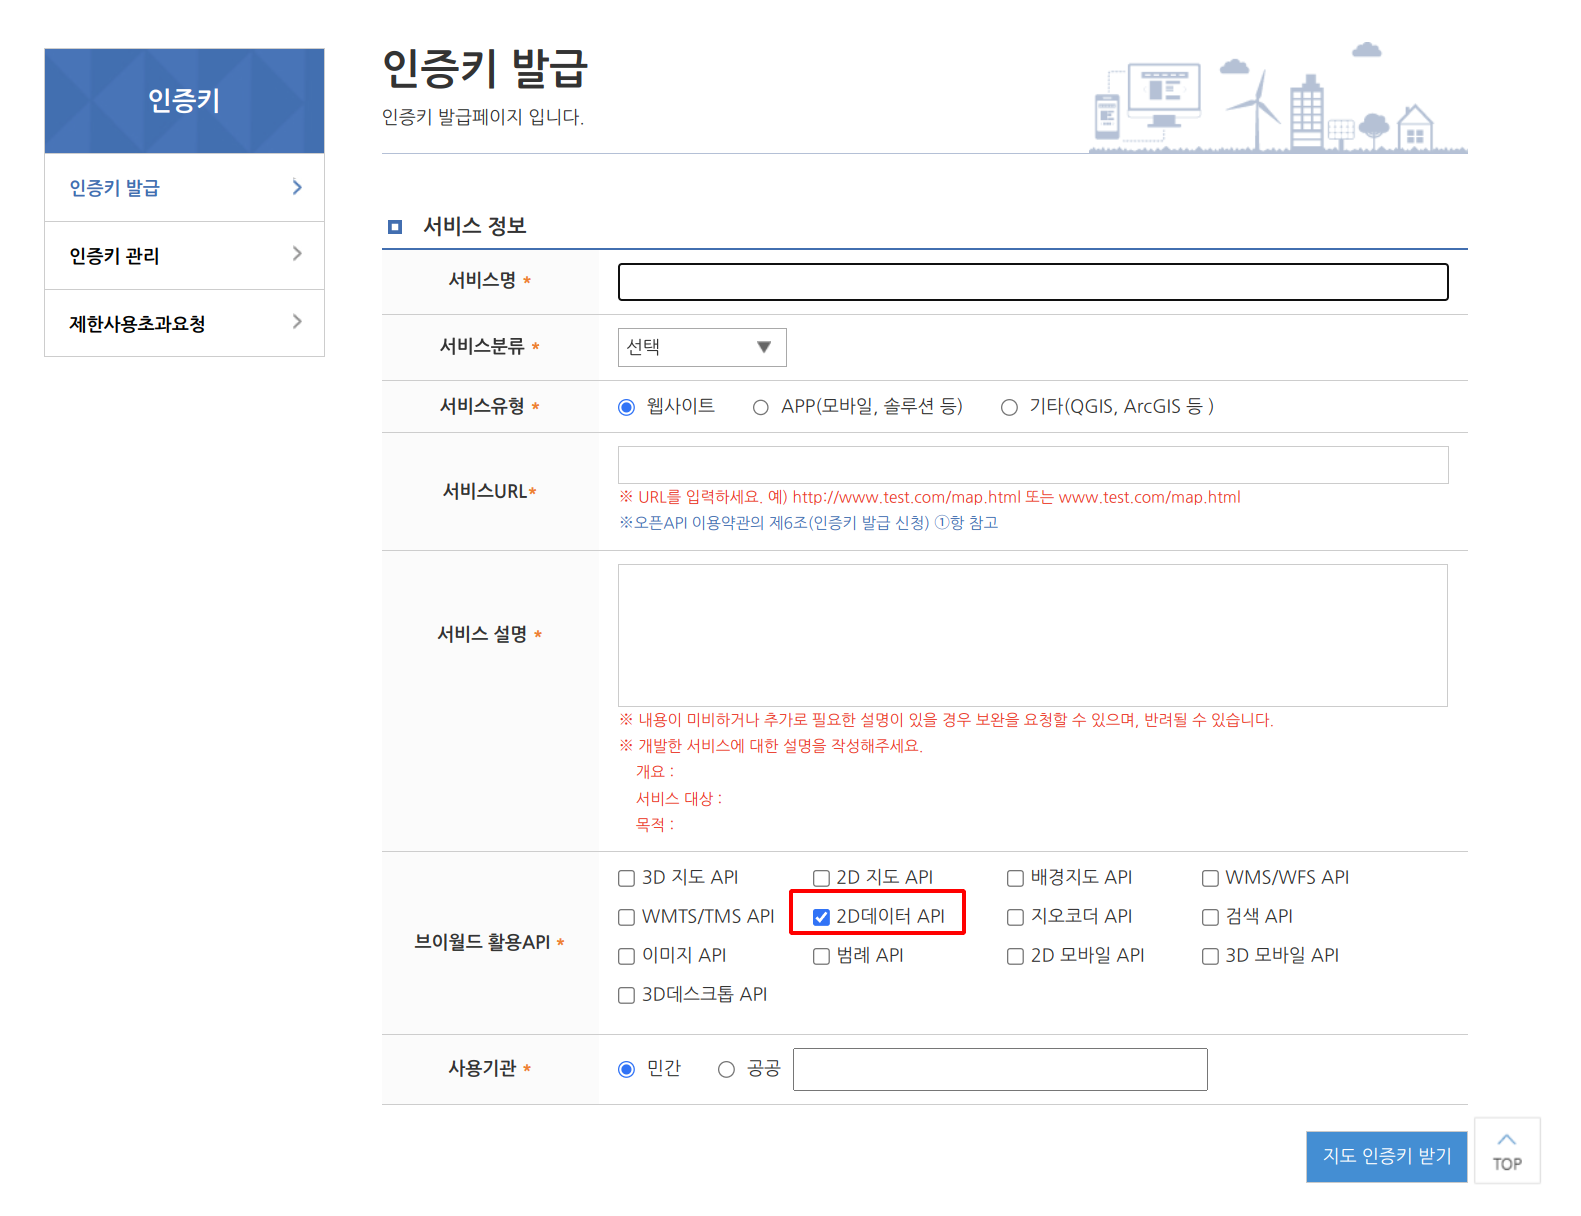 인증키
인증키 발급
인증키 관리
제한사용초과요청
인증키 발급
인증키 발급페이지 입니다.
서비스 정보
서비스명 *
서비스분류 * 선택
서비스유형 * 웹사이트 APP(모바일, 솔루션 등) 기타(QGIS, ArcGIS 등 )
서비스URL*
※ URL를 입력하세요. 예) http://www.test.com/map.html 또는 www.test.com/map.html
※오픈API 이용약관의 제6조(인증키 발급 신청) ①항 참고
서비스 설명 *
※ 내용이 미비하거나 추가로 필요한 설명이 있을 경우 보완을 요청할 수 있으며, 반려될 수 있습니다.
※ 개발한 서비스에 대한 설명을 작성해주세요.
개요 :
서비스 대상 :
목적 :
브이월드 활용API *
3D 지도 API 2D 지도 API 배경지도 API WMS/WFS API
WMTS/TMS API 2D데이터 API 지오코더 API 검색 API
이미지 API 범례 API 2D 모바일 API 3D 모바일 API
3D데스크톱 API
사용기관 * 민간 공공
지도 인증키 받기
TOP